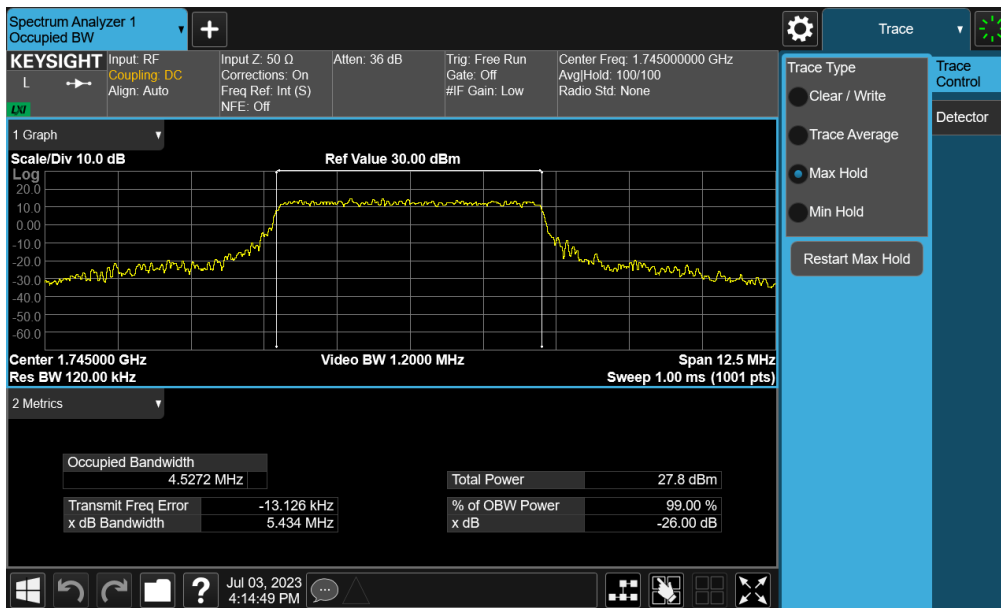 Spectrum Analyzer 1
Occupied BW
+
Trace
KEYSIGHT
L
LXI
Input: RF
Coupling: DC
Align: Auto
Input Z: 50 Ω
Corrections: On
Freq Ref: Int (S)
NFE: Off
Atten: 36 dB
Trig: Free Run
Gate: Off
#IF Gain: Low
Center Freq: 1.745000000 GHz
Avg|Hold: 100/100
Radio Std: None
Trace Type
Clear / Write
Trace Average
Max Hold
Min Hold
Restart Max Hold
Trace
Control
Detector
1 Graph
Scale/Div 10.0 dB
Ref Value 30.00 dBm
Log
20.0
10.0
0.00
-10.0
-20.0
-30.0
-40.0
-50.0
-60.0
Center 1.745000 GHz
Video BW 1.2000 MHz
Span 12.5 MHz
Res BW 120.00 kHz
Sweep 1.00 ms (1001 pts)
2 Metrics
Occupied Bandwidth
4.5272 MHz
Total Power 27.8 dBm
Transmit Freq Error -13.126 kHz
% of OBW Power 99.00 %
x dB Bandwidth 5.434 MHz
x dB -26.00 dB
?
Jul 03, 2023
4:14:49 PM